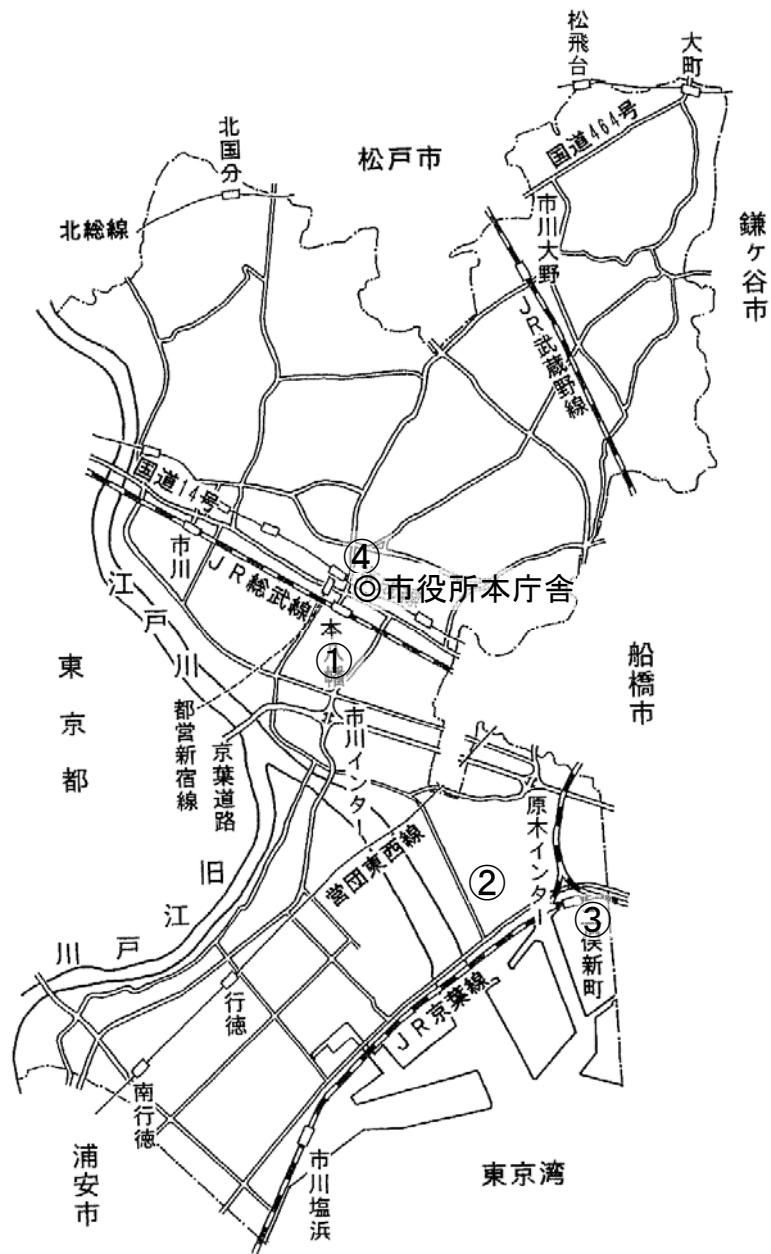 松飛台
大町
国道464号
北国分
松戸市
北総線
市川大野
鎌ヶ谷市
JR武蔵野線
国道14号
市川
④
◎市役所本庁舎
JR総武線
江戸川
本八幡
①
東京都
船橋市
都営新宿線
京葉道路
市川インター
原木インター
営団東西線
②
③
俣新町
旧江戸川
行徳
JR京葉線
南行徳
浦安市
市川塩浜
東京湾